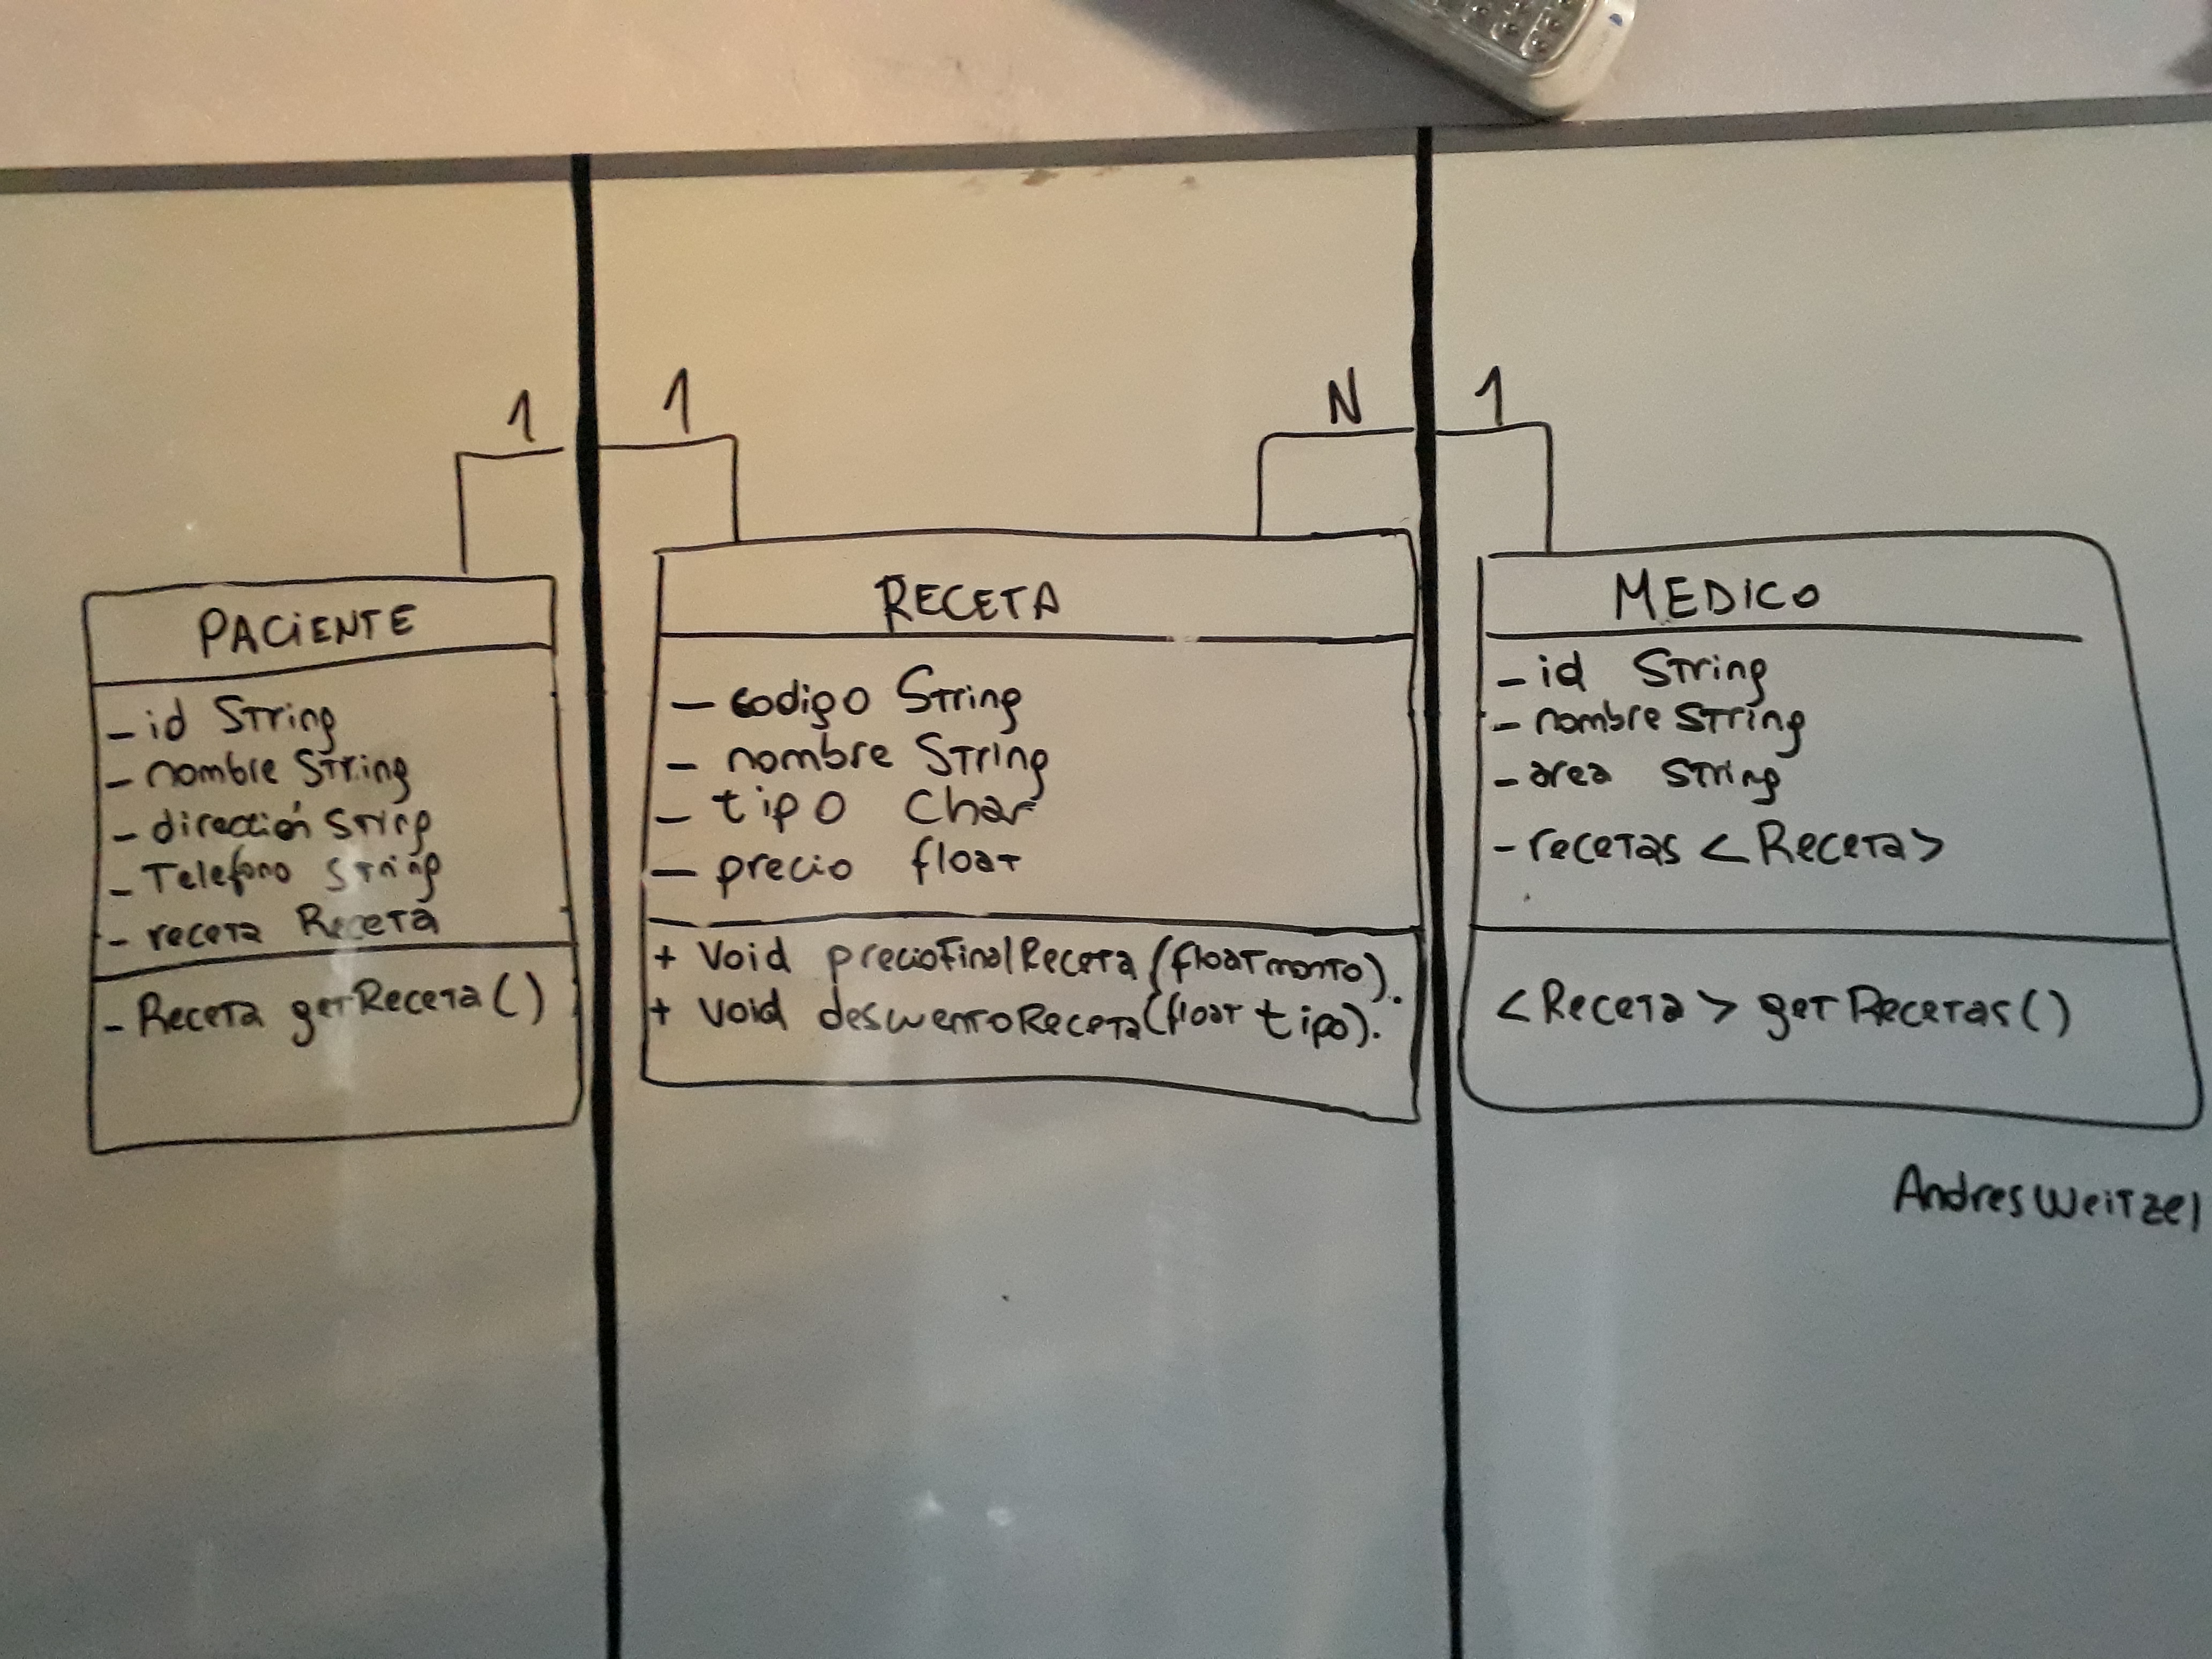 1 1
N 1
PACiENTE
- id String
- nombre String
- dirección String
- Telefono String
- receta Receta
- Receta getReceta()
RECETA
- codigo String
- nombre String
- tipo Char
- precio float
+ Void precioFinalReceta (float monto).
+ Void descuentoReceta(float tipo).
MEDICO
- id String
- nombre String
- area String
- recetas <Receta>
<Receta> getRecetas()
Andres Weitzel